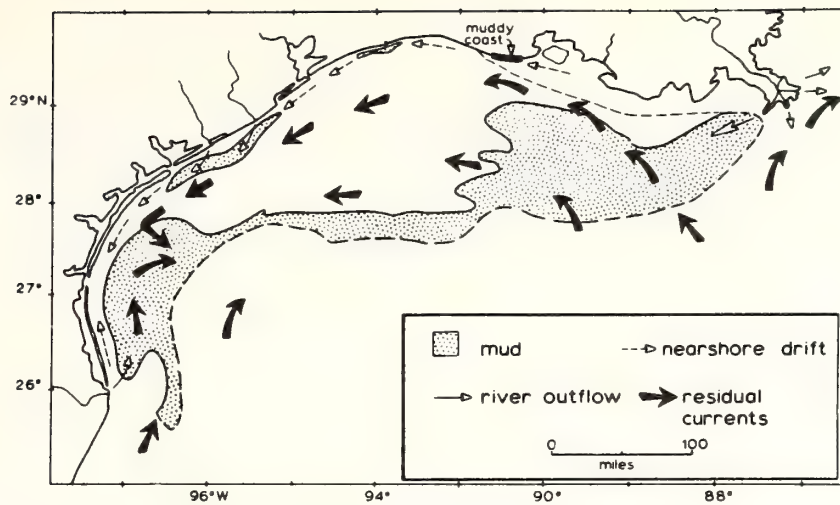 muddy
coast
29°N
28°
27°
26°
mud
nearshore drift
river outflow
residual
currents
0 100
miles
96°W
94°
90°
88°